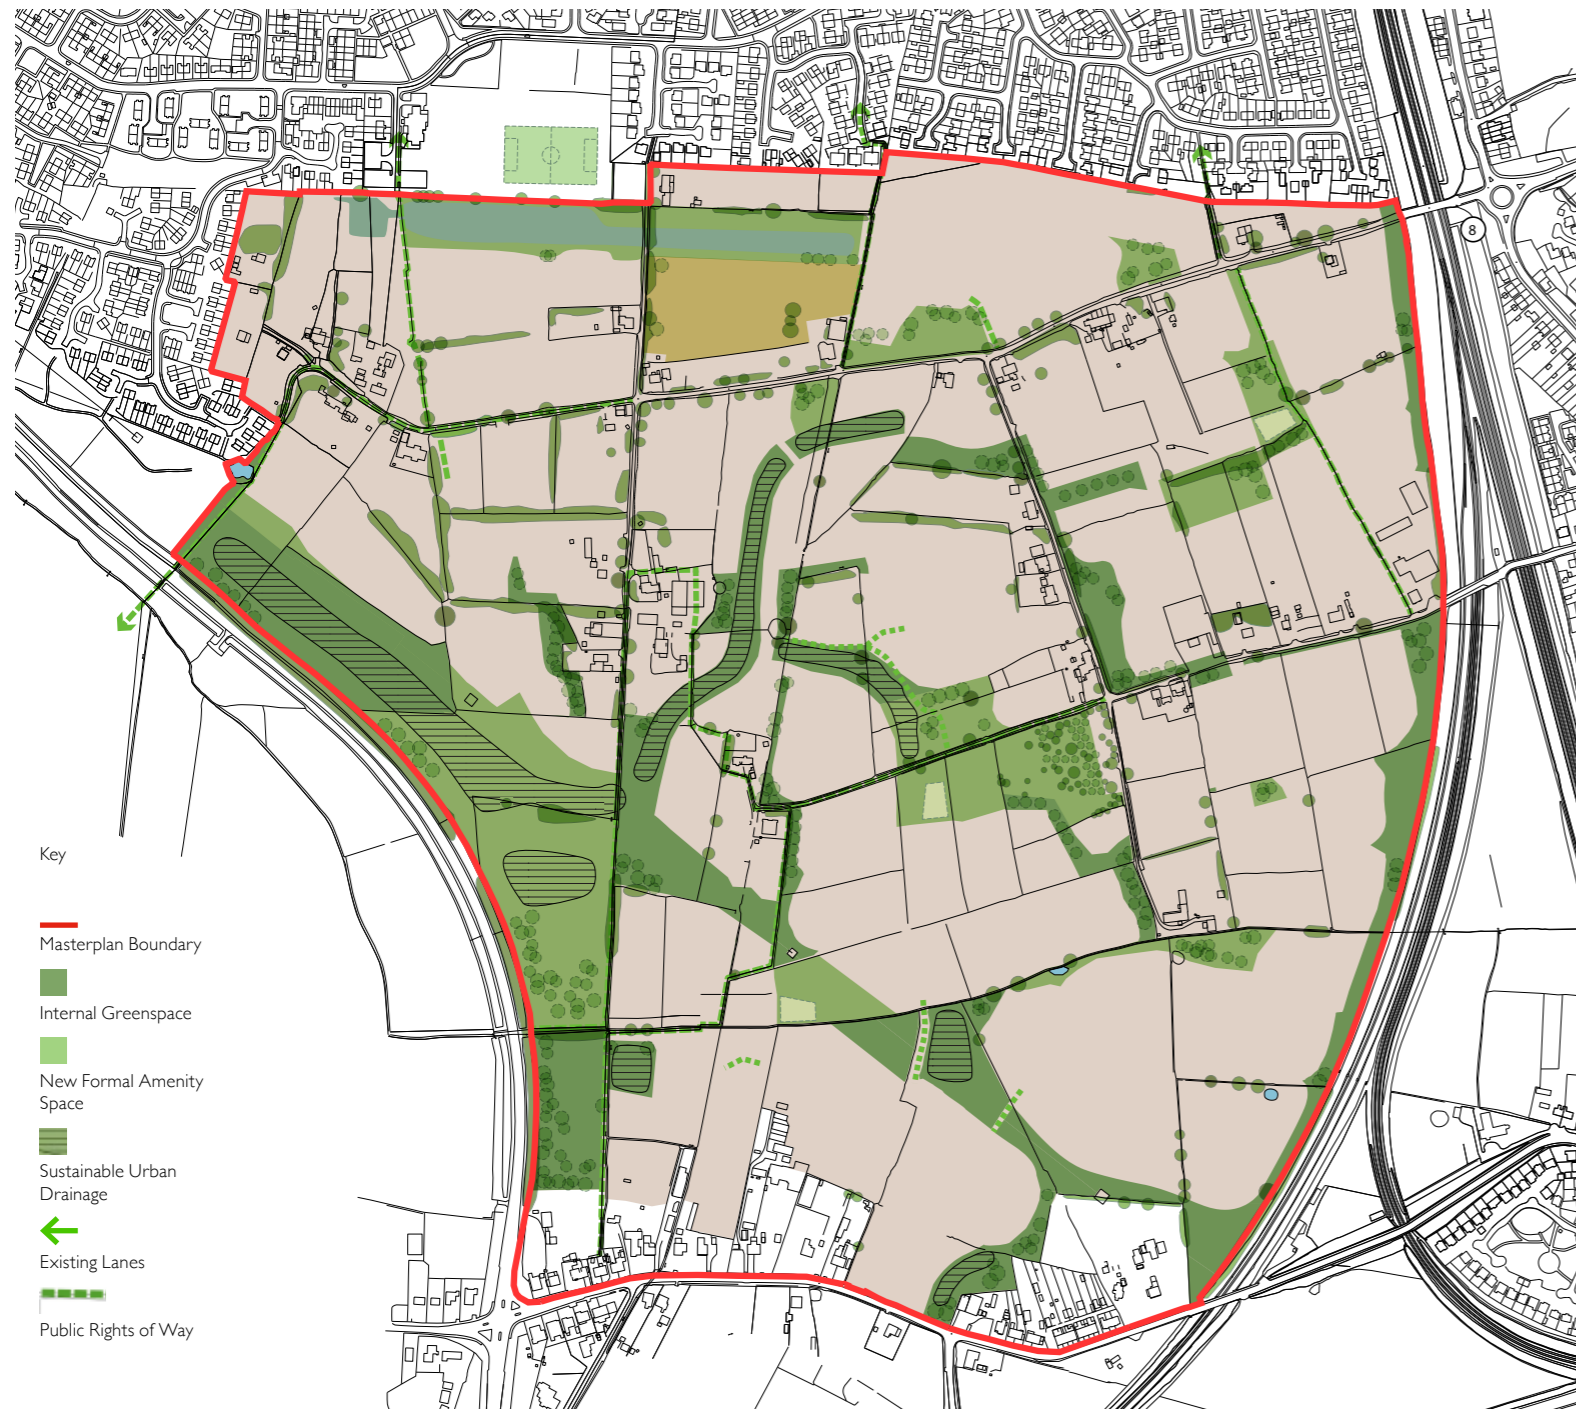 8
Key
Masterplan Boundary
Internal Greenspace
New Formal Amenity
Space
Sustainable Urban
Drainage
Existing Lanes
Public Rights of Way